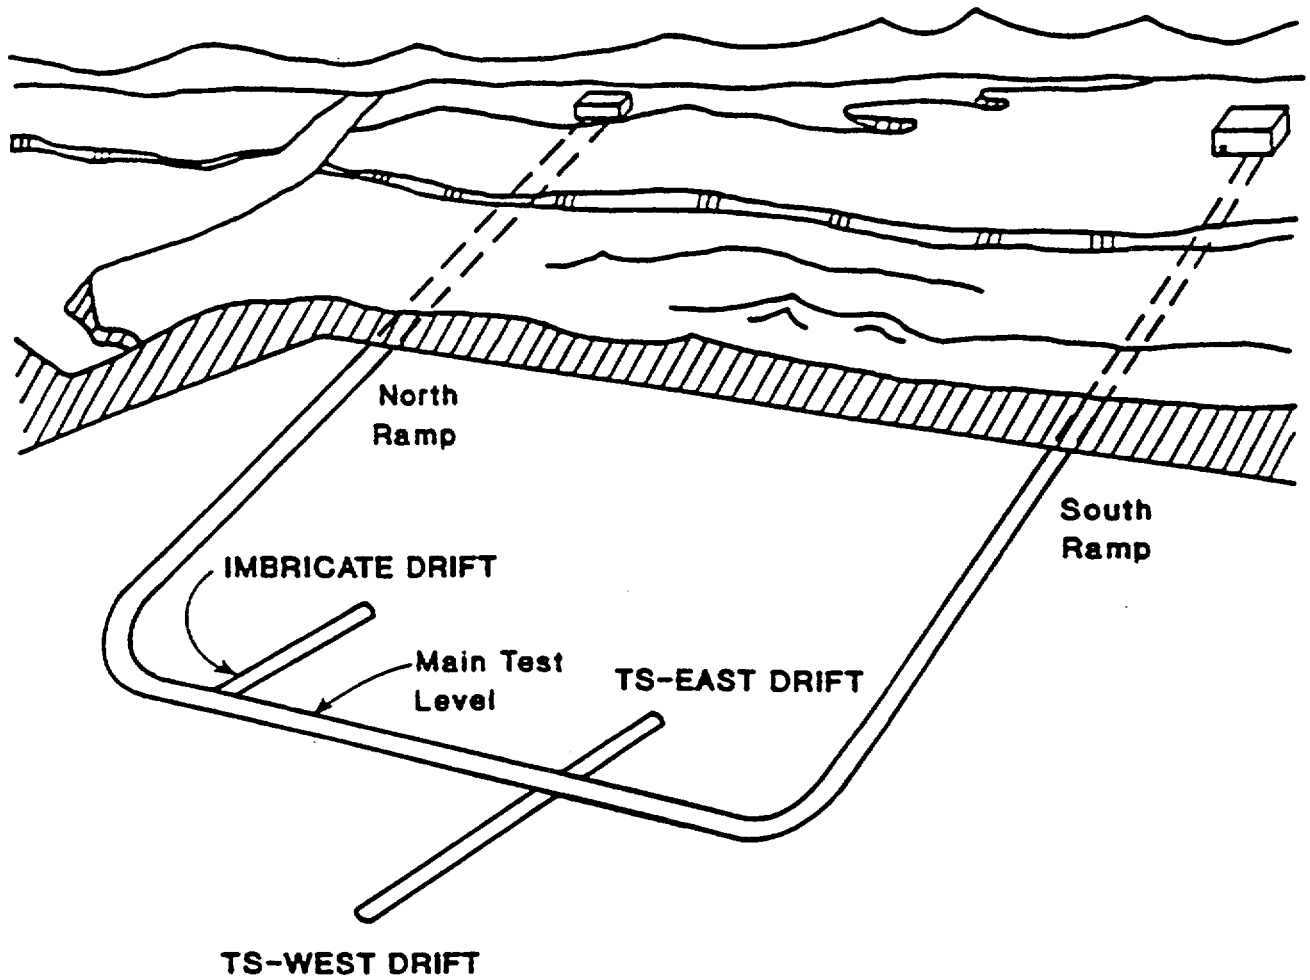 North
Ramp
South
Ramp
IMBRICATE DRIFT
Main Test
Level
TS-EAST DRIFT
TS-WEST DRIFT